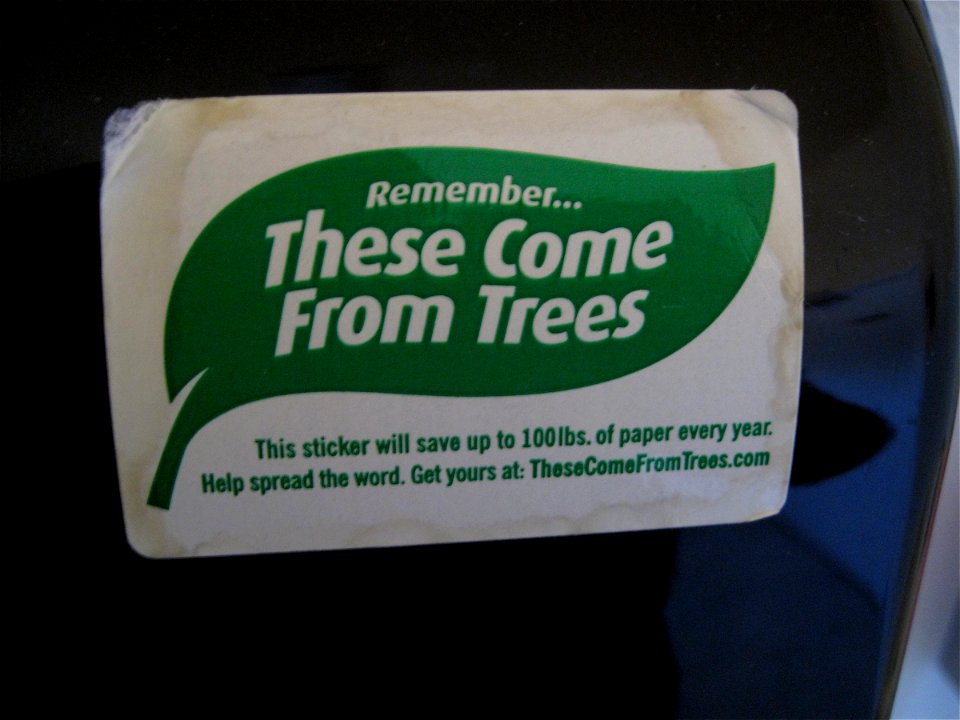 Remember...
These Come
From Trees
This sticker will save up to 100lbs. of paper every year.
Help spread the word. Get yours at: TheseComeFromTrees.com